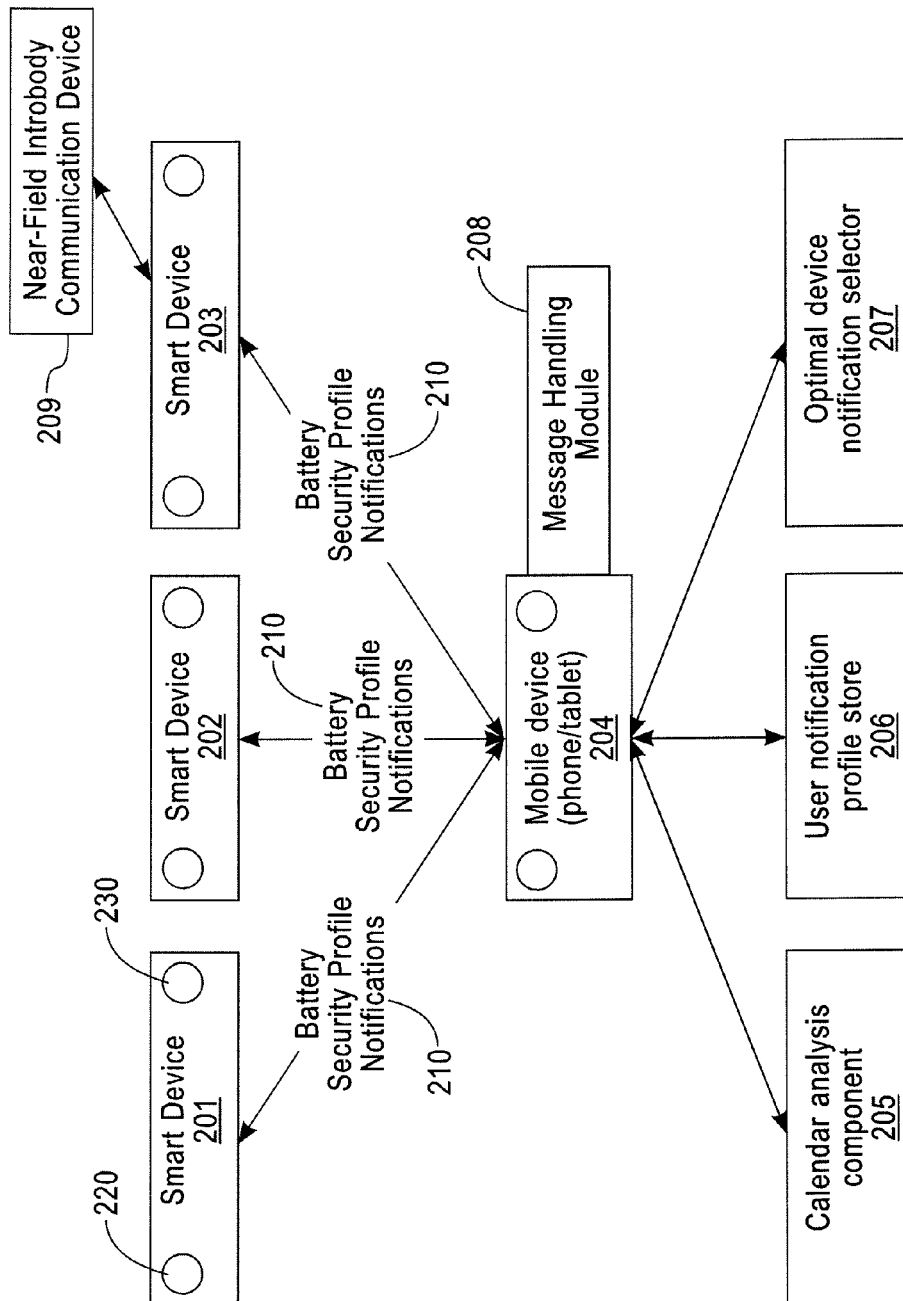 Near-Field Introbody
Communication Device
209
220
230
Smart Device
201
Smart Device
202
Smart Device
203
Battery
Security Profile
Notifications
210
Battery
Security Profile
Notifications
210
Battery
Security Profile
Notifications
210
Mobile device
(phone/tablet)
204
Message Handling
Module
208
Calendar analysis
component
205
User notification
profile store
206
Optimal device
notification selector
207